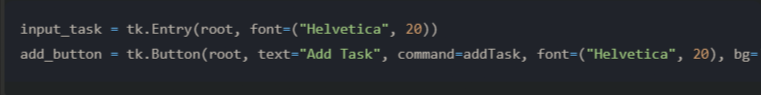 input_task = tk.Entry(root, font=("Helvetica", 20))
add_button = tk.Button(root, text="Add Task", command=addTask, font=("Helvetica", 20), bg=